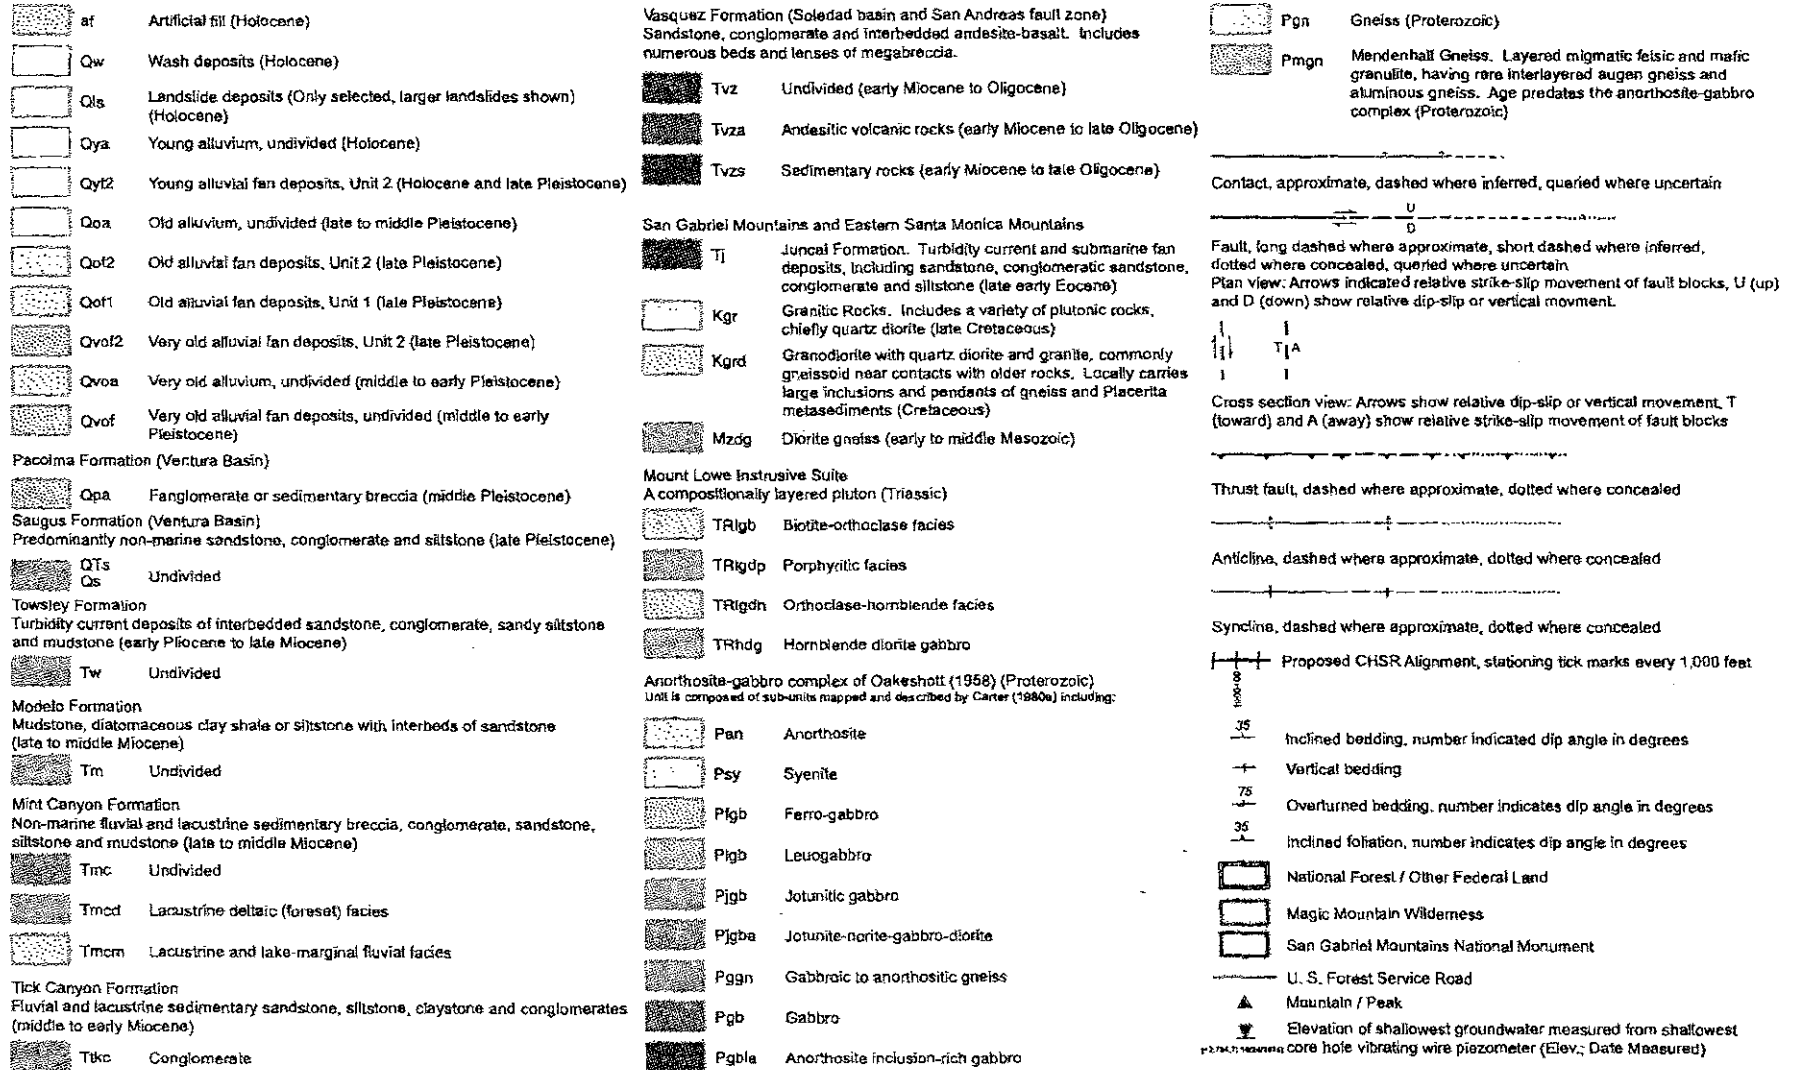 af Artificial fill (Holocene)
Qw Wash deposits (Holocene)
Qls Landslide deposits (Only selected, larger landslides shown)
(Holocene)
Qya Young alluvium, undivided (Holocene)
Qyf2 Young alluvial fan deposits, Unit 2 (Holocene and late Pleistocene)
Qoa Old alluvium, undivided (late to middle Pleistocene)
Qof2 Old alluvial fan deposits, Unit 2 (late Pleistocene)
Qof1 Old alluvial fan deposits, Unit 1 (late Pleistocene)
Qvof2 Very old alluvial fan deposits, Unit 2 (late Pleistocene)
Qvoa Very old alluvium, undivided (middle to early Pleistocene)
Qvof Very old alluvial fan deposits, undivided (middle to early
Pleistocene)
Pacoima Formation (Ventura Basin)
Qpa Fanglomerate or sedimentary breccia (middle Pleistocene)
Saugus Formation (Ventura Basin)
Predominantly non-marine sandstone, conglomerate and siltstone (late Pleistocene)
QTs
Qs Undivided
Towsley Formation
Turbidity current deposits of interbedded sandstone, conglomerate, sandy siltstone
and mudstone (early Pliocene to late Miocene)
Tw Undivided
Modelo Formation
Mudstone, diatomaceous clay shale or siltstone with interbeds of sandstone
(late to middle Miocene)
Tm Undivided
Mint Canyon Formation
Non-marine fluvial and lacustrine sedimentary breccia, conglomerate, sandstone,
siltstone and mudstone (late to middle Miocene)
Tmc Undivided
Tmcd Lacustrine deltaic (foreset) facies
Tmcm Lacustrine and lake-marginal fluvial facies
Tick Canyon Formation
Fluvial and lacustrine sedimentary sandstone, siltstone, claystone and conglomerates
(middle to early Miocene)
Ttkc Conglomerate
Vasquez Formation (Soledad basin and San Andreas fault zone)
Sandstone, conglomerate and interbedded andesite-basalt. Includes
numerous beds and lenses of megabreccia.
Tvz Undivided (early Miocene to Oligocene)
Tvza Andesitic volcanic rocks (early Miocene to late Oligocene)
Tvzs Sedimentary rocks (early Miocene to late Oligocene)
San Gabriel Mountains and Eastern Santa Monica Mountains
Tj Juncal Formation. Turbidity current and submarine fan
deposits, including sandstone, conglomeratic sandstone,
conglomerate and siltstone (late early Eocene)
Kgr Granitic Rocks. Includes a variety of plutonic rocks,
chiefly quartz diorite (late Cretaceous)
Kgrd Granodiorite with quartz diorite and granite, commonly
gneissoid near contacts with older rocks. Locally carries
large inclusions and pendants of gneiss and Placerita
metasediments (Cretaceous)
Mzdg Diorite gneiss (early to middle Mesozoic)
Mount Lowe Instrusive Suite
A compositionally layered pluton (Triassic)
TRlgb Biotite-orthoclase facies
TRlgdp Porphyritic facies
TRlgdh Orthoclase-hornblende facies
TRhdg Hornblende diorite gabbro
Anorthosite-gabbro complex of Oakeshott (1958) (Proterozoic)
Unit is composed of sub-units mapped and described by Carter (1980a) including:
Pan Anorthosite
Psy Syenite
Pfgb Ferro-gabbro
Plgb Leuogabbro
Pjgb Jotunitic gabbro
Pjgba Jotunite-norite-gabbro-diorite
Pggn Gabbroic to anorthositic gneiss
Pgb Gabbro
Pgbla Anorthosite inclusion-rich gabbro
Pgn Gneiss (Proterozoic)
Pmgn Mendenhall Gneiss. Layered migmatic felsic and mafic
granulite, having rare interlayered augen gneiss and
aluminous gneiss. Age predates the anorthosite-gabbro
complex (Proterozoic)
Contact, approximate, dashed where inferred, queried where uncertain
U
D
Fault, long dashed where approximate, short dashed where inferred,
dotted where concealed, queried where uncertain
Plan view: Arrows indicated relative strike-slip movement of fault blocks, U (up)
and D (down) show relative dip-slip or vertical movment.
T A
Cross section view: Arrows show relative dip-slip or vertical movement, T
(toward) and A (away) show relative strike-slip movement of fault blocks
Thrust fault, dashed where approximate, dotted where concealed
Anticline, dashed where approximate, dotted where concealed
Syncline, dashed where approximate, dotted where concealed
Proposed CHSR Alignment, stationing tick marks every 1,000 feet
35
Inclined bedding, number indicated dip angle in degrees
Vertical bedding
75
Overturned bedding, number indicates dip angle in degrees
35
Inclined foliation, number indicates dip angle in degrees
National Forest / Other Federal Land
Magic Mountain Wilderness
San Gabriel Mountains National Monument
U. S. Forest Service Road
Mountain / Peak
Elevation of shallowest groundwater measured from shallowest
core hole vibrating wire piezometer (Elev.; Date Measured)